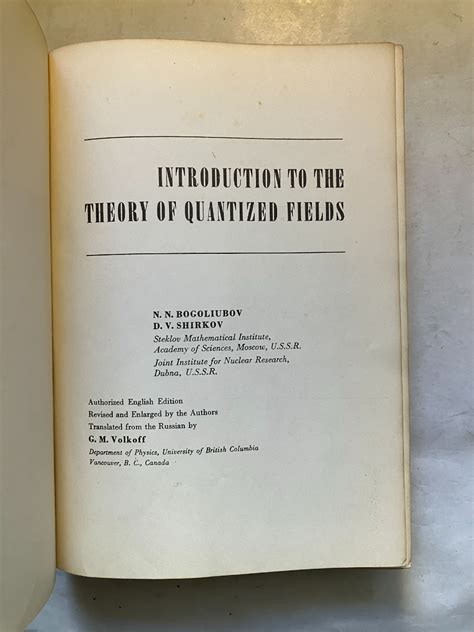 INTRODUCTION TO THE
THEORY OF QUANTIZED FIELDS
N. N. BOGOLIUBOV
D. V. SHIRKOV
Steklov Mathematical Institute,
Academy of Sciences, Moscow, U.S.S.R.
Joint Institute for Nuclear Research,
Dubna, U.S.S.R.
Authorized English Edition
Revised and Enlarged by the Authors
Translated from the Russian by
G. M. Volkoff
Department of Physics, University of British Columbia
Vancouver, B. C., Canada